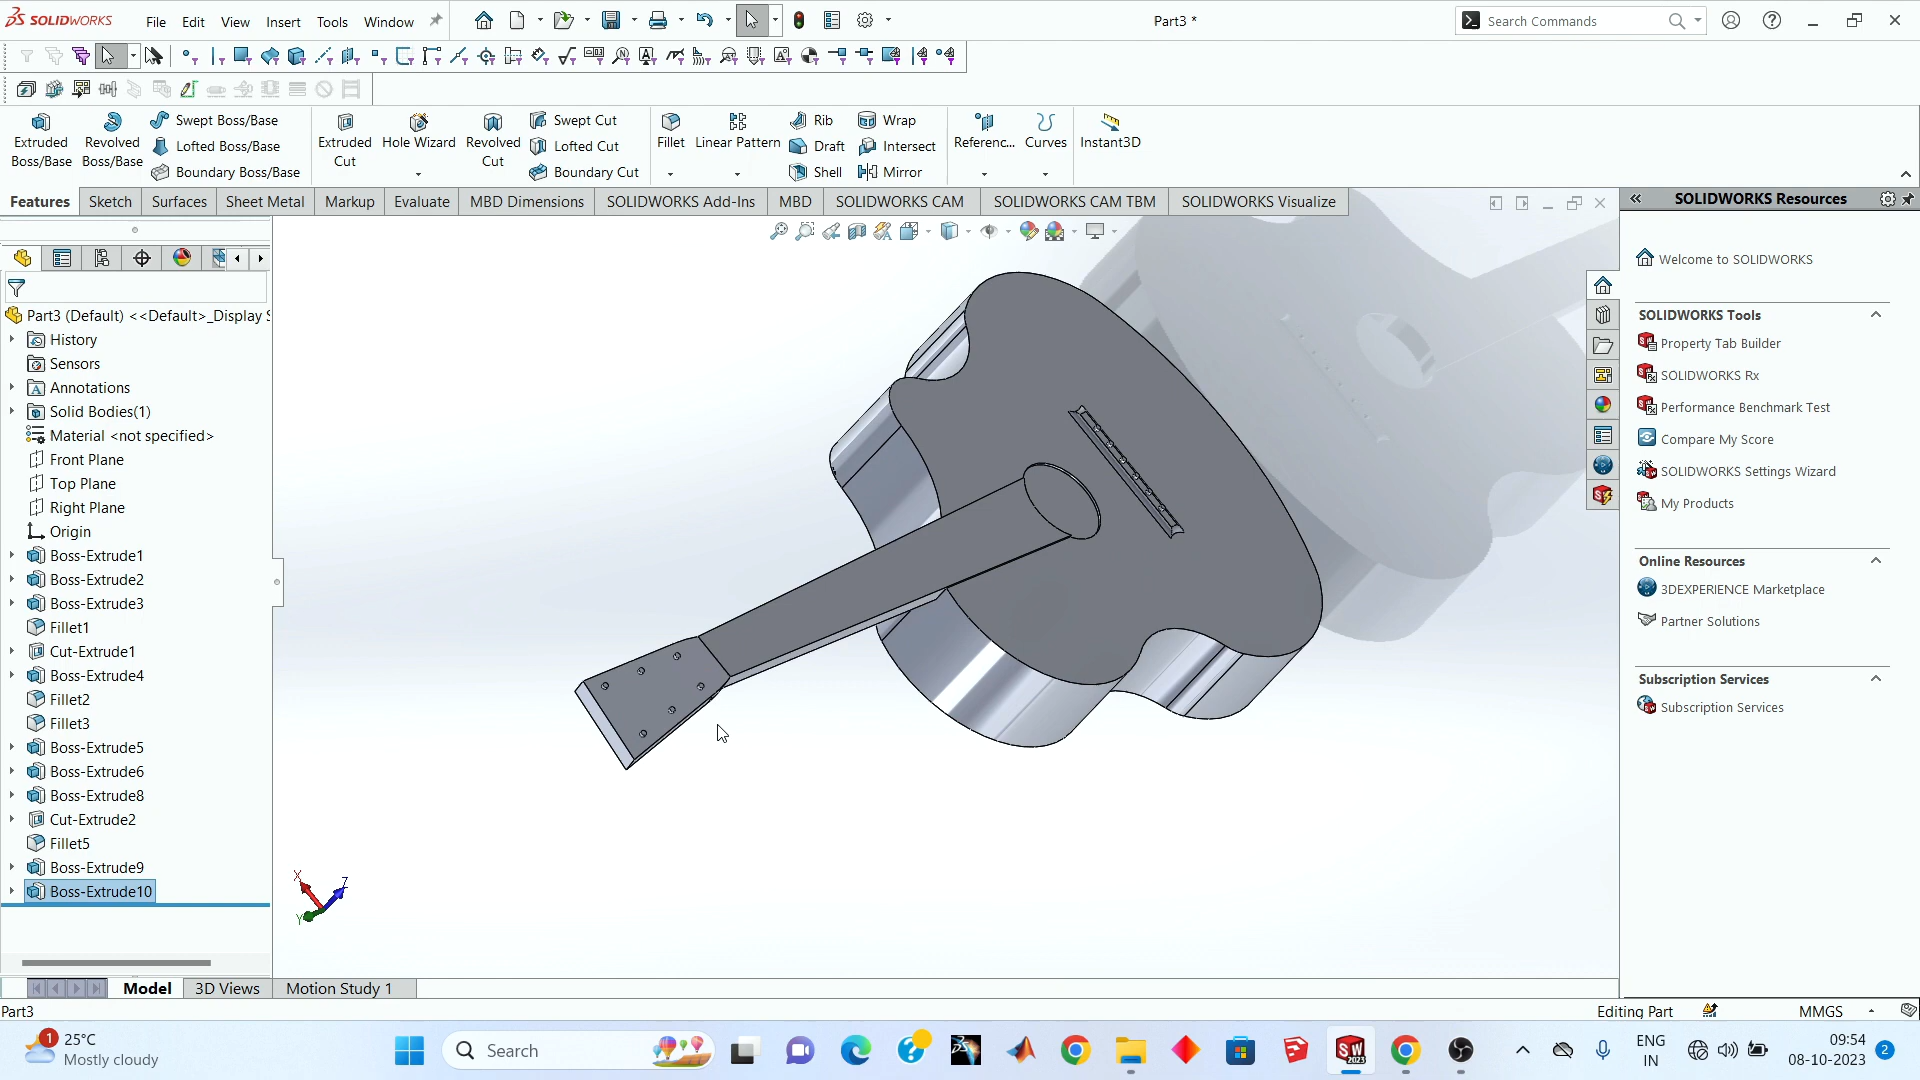 SOLIDWORKS File Edit View Insert Tools Window Part3 * Search Commands
Extruded Boss/Base
Revolved Boss/Base
Swept Boss/Base
Lofted Boss/Base
Boundary Boss/Base
Extruded Cut
Hole Wizard
Revolved Cut
Swept Cut
Lofted Cut
Boundary Cut
Fillet
Linear Pattern
Rib
Draft
Shell
Wrap
Intersect
Mirror
Referenc...
Curves
Instant3D
Features Sketch Surfaces Sheet Metal Markup Evaluate MBD Dimensions SOLIDWORKS Add-Ins MBD SOLIDWORKS CAM SOLIDWORKS CAM TBM SOLIDWORKS Visualize
Part3 (Default) <<Default>_Display S
History
Sensors
Annotations
Solid Bodies(1)
Material <not specified>
Front Plane
Top Plane
Right Plane
Origin
Boss-Extrude1
Boss-Extrude2
Boss-Extrude3
Fillet1
Cut-Extrude1
Boss-Extrude4
Fillet2
Fillet3
Boss-Extrude5
Boss-Extrude6
Boss-Extrude8
Cut-Extrude2
Fillet5
Boss-Extrude9
Boss-Extrude10
X
Z
Y
SOLIDWORKS Resources
Welcome to SOLIDWORKS
SOLIDWORKS Tools
Property Tab Builder
SOLIDWORKS Rx
Performance Benchmark Test
Compare My Score
SOLIDWORKS Settings Wizard
My Products
Online Resources
3DEXPERIENCE Marketplace
Partner Solutions
Subscription Services
Subscription Services
Model 3D Views Motion Study 1
Part3 Editing Part MMGS
1
25°C
Mostly cloudy
Search
SW
2023
ENG
IN
09:54
08-10-2023
2